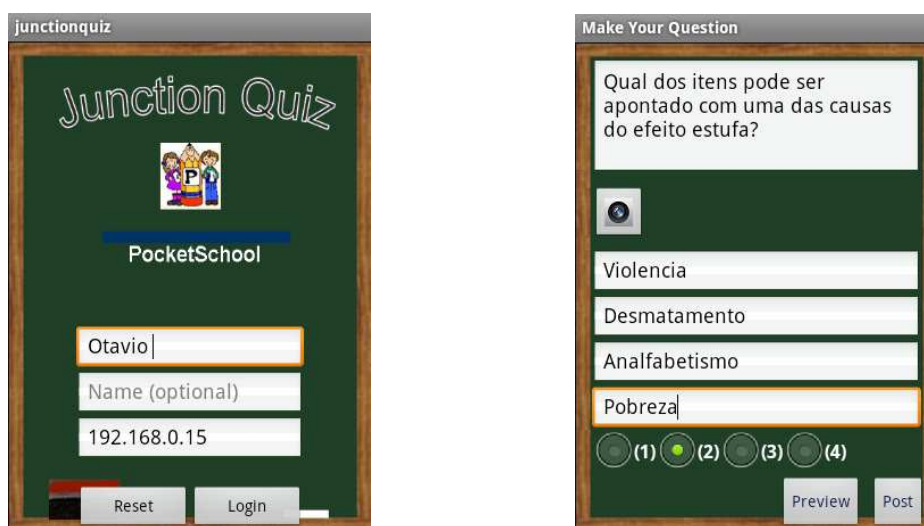 junctionquiz
Junction Quiz
P
PocketSchool
Otavio
Name (optional)
192.168.0.15
Reset
Login
Make Your Question
Qual dos itens pode ser
apontado com uma das causas
do efeito estufa?
Violencia
Desmatamento
Analfabetismo
Pobreza
(1) (2) (3) (4)
Preview
Post